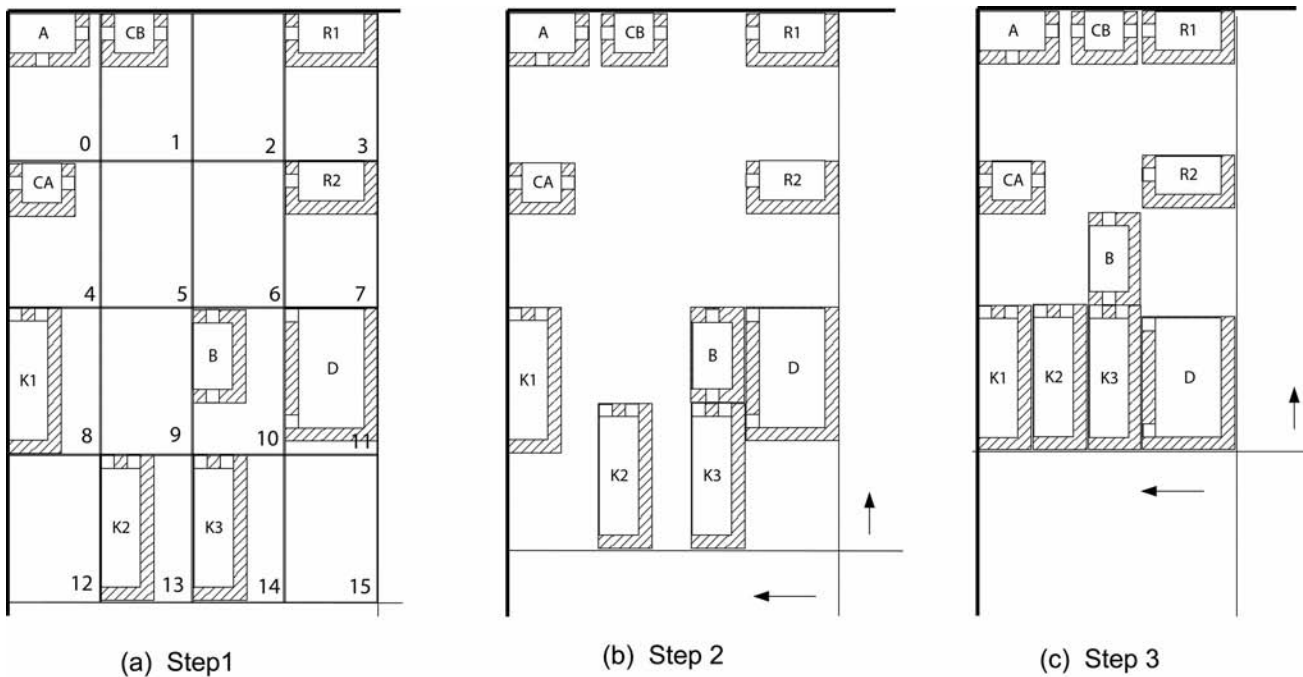 A CB R1
0 1 2 3
CA R2
4 5 6 7
K1 B D
8 9 10 11
K2 K3
12 13 14 15
(a) Step1
A CB R1
CA R2
K1 B D
K2 K3
(b) Step 2
A CB R1
CA R2
B
K1 K2 K3 D
(c) Step 3